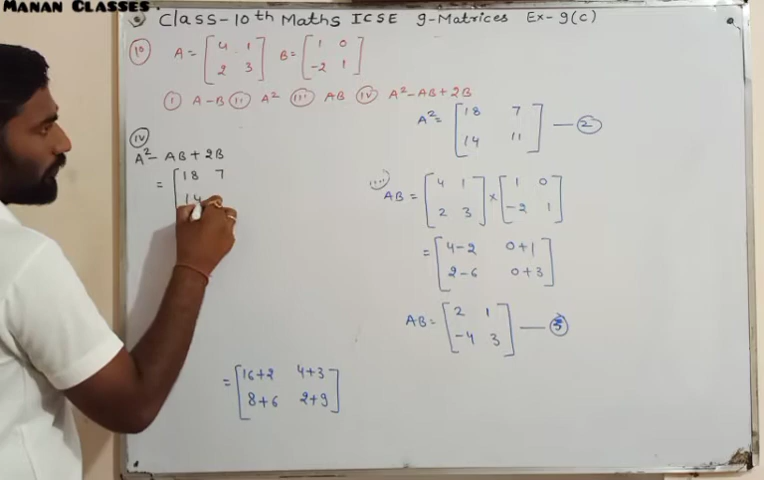 MANAN CLASSES.
Class-10th Maths ICSE 9-Matrices Ex-9(c)
10 A = [4 1 B = [1 0
2 3] -2 1]
i A-B ii A² iii AB iv A²-AB+2B
A² = [18 7
14 11] — 2
iv
A²-AB+2B
= [18 7
14
iii
AB = [4 1 × [1 0
2 3] -2 1]
= [4-2 0+1
2-6 0+3]
AB = [2 1
-4 3] — 3
= [16+2 4+3
8+6 2+9]